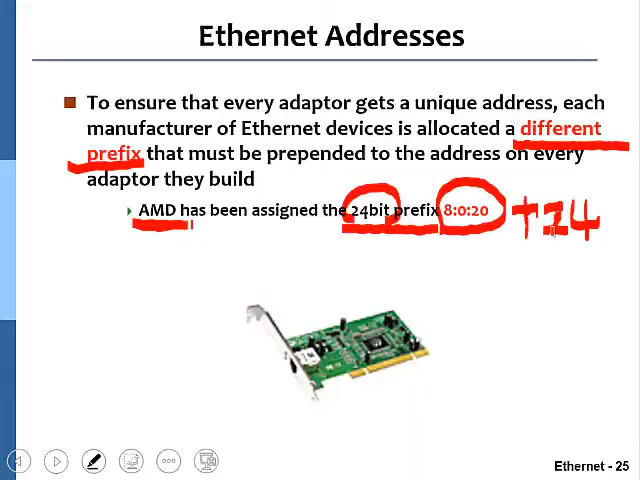 Ethernet Addresses
To ensure that every adaptor gets a unique address, each
manufacturer of Ethernet devices is allocated a different
prefix that must be prepended to the address on every
adaptor they build
AMD has been assigned the 24bit prefix 8:0:20 +24
Ethernet - 25